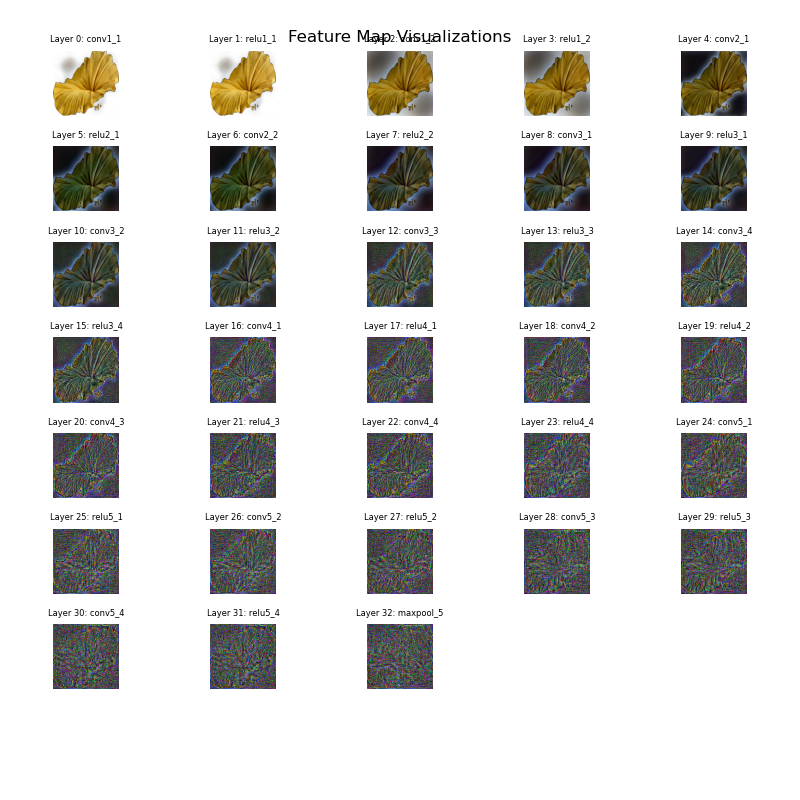 Feature Map Visualizations
Layer 0: conv1_1
Layer 1: relu1_1
Layer 2: conv1_2
Layer 3: relu1_2
Layer 4: conv2_1
Layer 5: relu2_1
Layer 6: conv2_2
Layer 7: relu2_2
Layer 8: conv3_1
Layer 9: relu3_1
Layer 10: conv3_2
Layer 11: relu3_2
Layer 12: conv3_3
Layer 13: relu3_3
Layer 14: conv3_4
Layer 15: relu3_4
Layer 16: conv4_1
Layer 17: relu4_1
Layer 18: conv4_2
Layer 19: relu4_2
Layer 20: conv4_3
Layer 21: relu4_3
Layer 22: conv4_4
Layer 23: relu4_4
Layer 24: conv5_1
Layer 25: relu5_1
Layer 26: conv5_2
Layer 27: relu5_2
Layer 28: conv5_3
Layer 29: relu5_3
Layer 30: conv5_4
Layer 31: relu5_4
Layer 32: maxpool_5